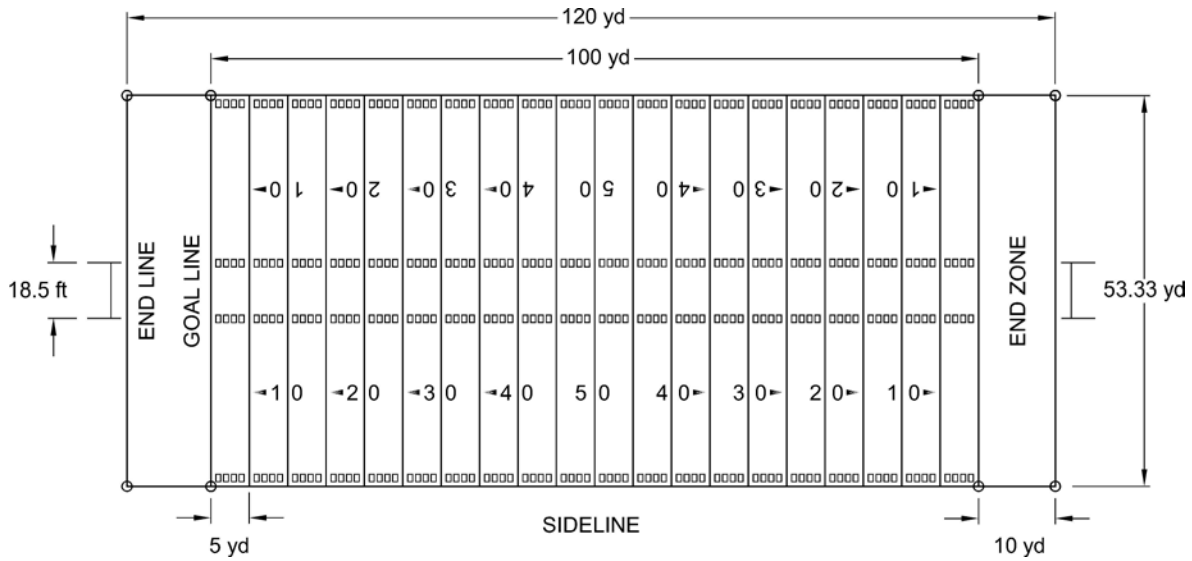 120 yd
100 yd
◄1 0 ◄2 0 ◄3 0 ◄4 0 5 0 4 0► 3 0► 2 0► 1 0►
18.5 ft
END LINE
GOAL LINE
END ZONE
53.33 yd
◄1 0 ◄2 0 ◄3 0 ◄4 0 5 0 4 0► 3 0► 2 0► 1 0►
SIDELINE
5 yd
10 yd